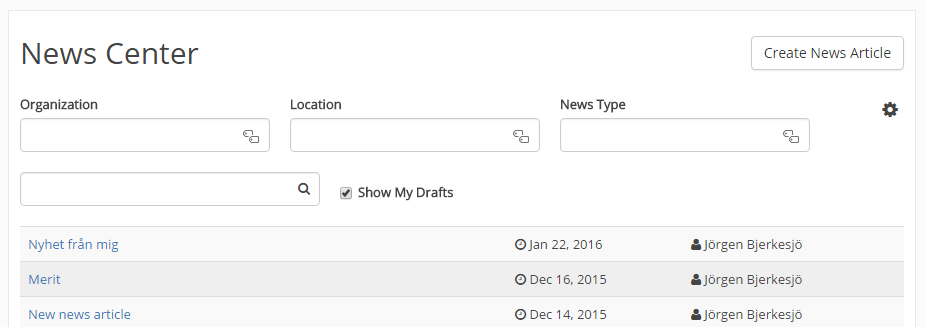 News Center
Create News Article
Organization Location News Type
Show My Drafts
Nyhet från mig Jan 22, 2016 Jörgen Bjerkesjö
Merit Dec 16, 2015 Jörgen Bjerkesjö
New news article Dec 14, 2015 Jörgen Bjerkesjö